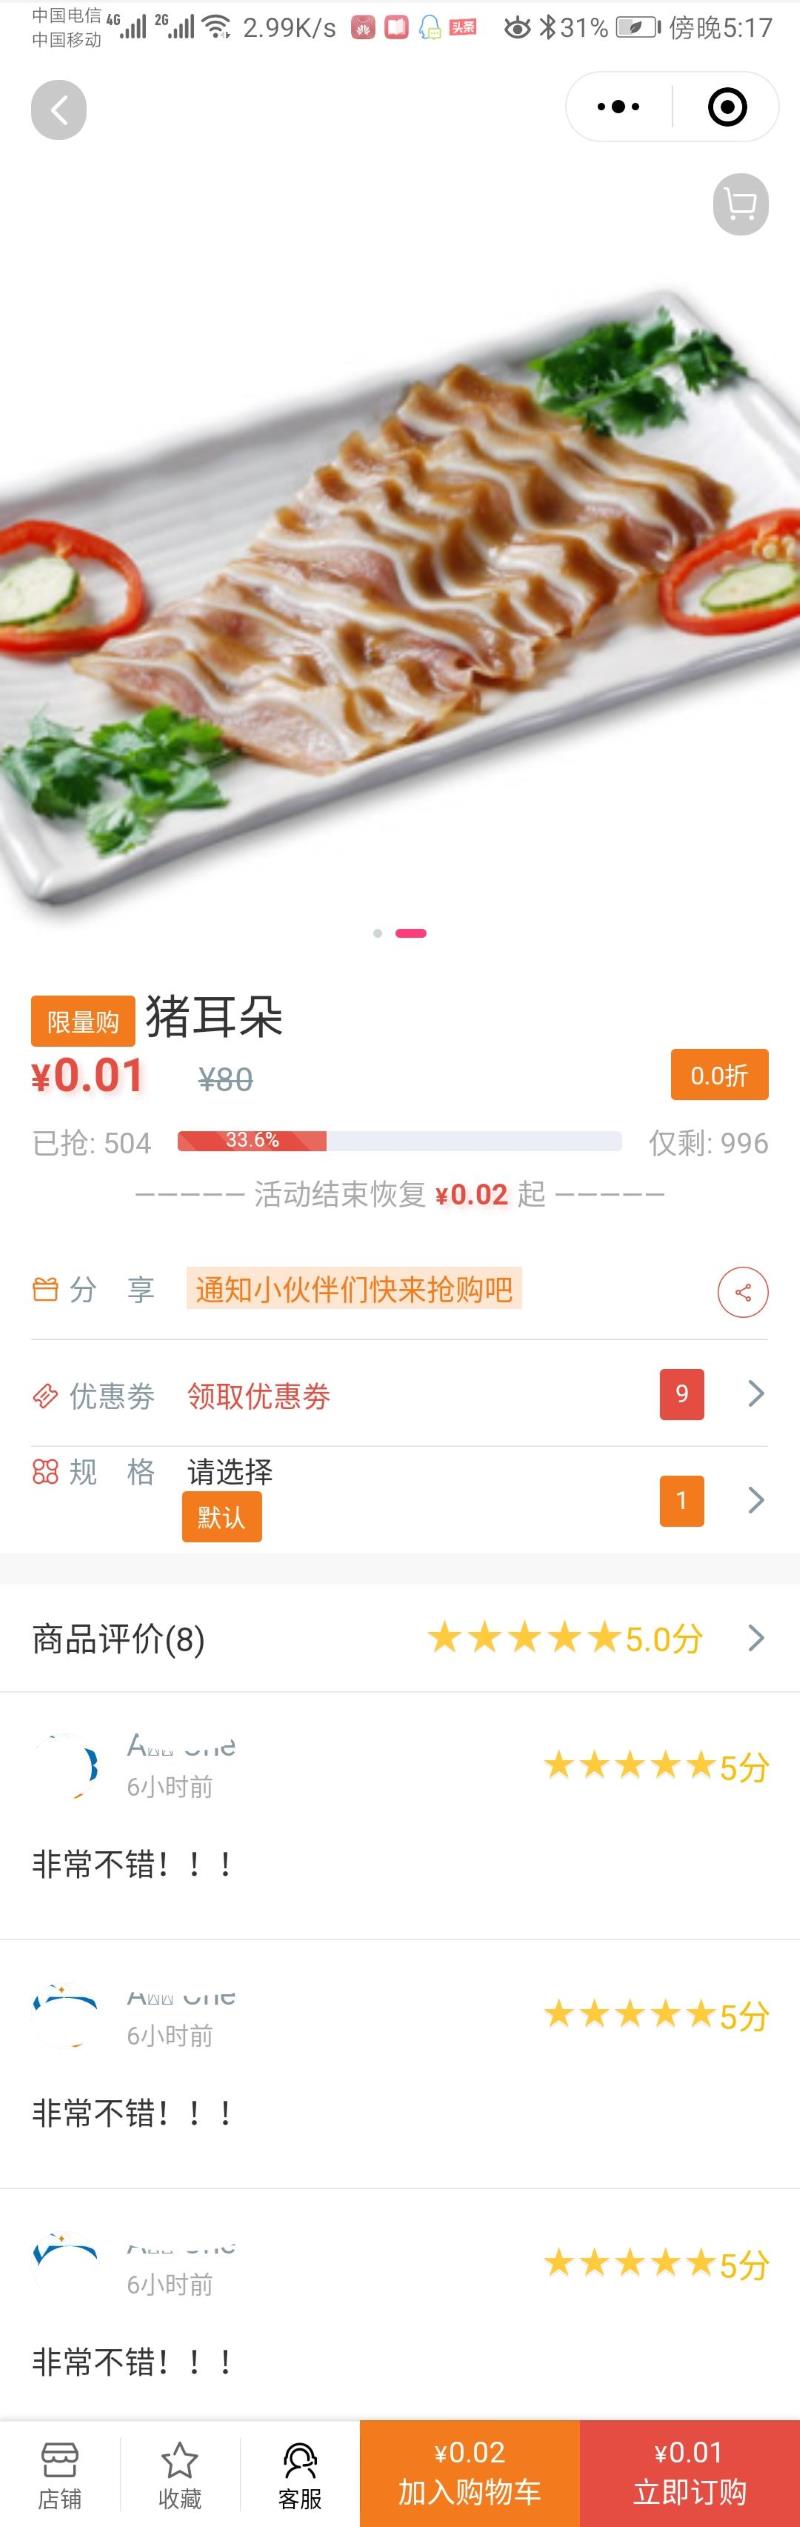 中国电信 4G 2G 2.99K/s 头条 31% 傍晚5:17
中国移动
限量购 猪耳朵
¥0.01 ¥80 0.0折
已抢: 504 33.6% 仅剩: 996
————— 活动结束恢复 ¥0.02 起 —————
分 享 通知小伙伴们快来抢购吧
优惠券 领取优惠券 9
规 格 请选择
默认 1
商品评价(8) 5.0分
5分
6小时前
非常不错！！！
5分
6小时前
非常不错！！！
5分
6小时前
非常不错！！！
店铺 收藏 客服
¥0.02 ¥0.01
加入购物车 立即订购